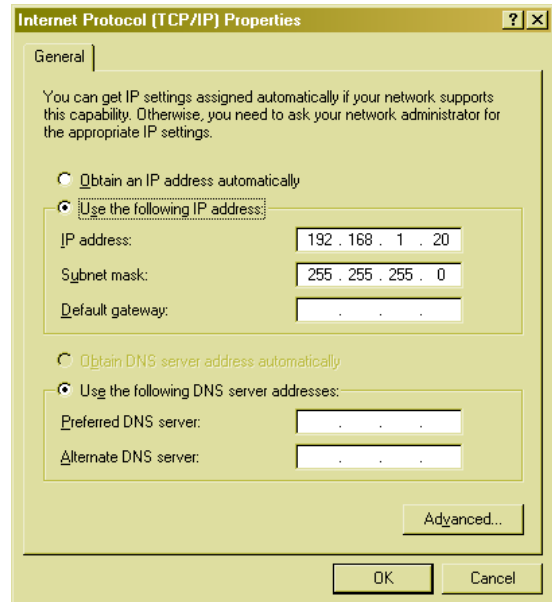 Internet Protocol (TCP/IP) Properties
General
You can get IP settings assigned automatically if your network supports
this capability. Otherwise, you need to ask your network administrator for
the appropriate IP settings.
Obtain an IP address automatically
Use the following IP address:
IP address: 192 . 168 . 1 . 20
Subnet mask: 255 . 255 . 255 . 0
Default gateway: . . .
Obtain DNS server address automatically
Use the following DNS server addresses:
Preferred DNS server: . . .
Alternate DNS server: . . .
Advanced...
OK Cancel